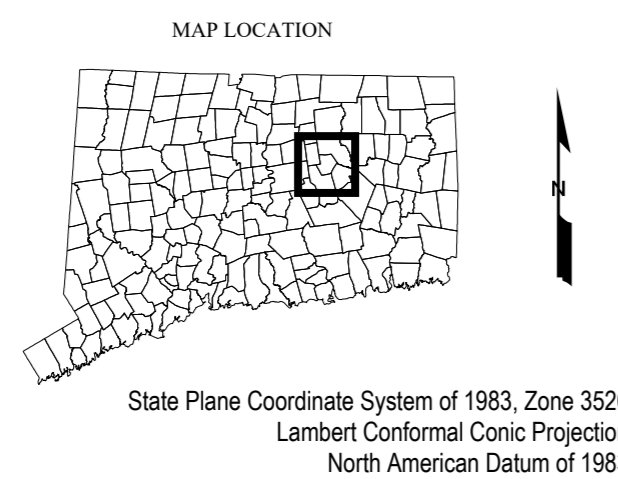 MAP LOCATION
N
State Plane Coordinate System of 1983, Zone 352
Lambert Conformal Conic Projectio
North American Datum of 198